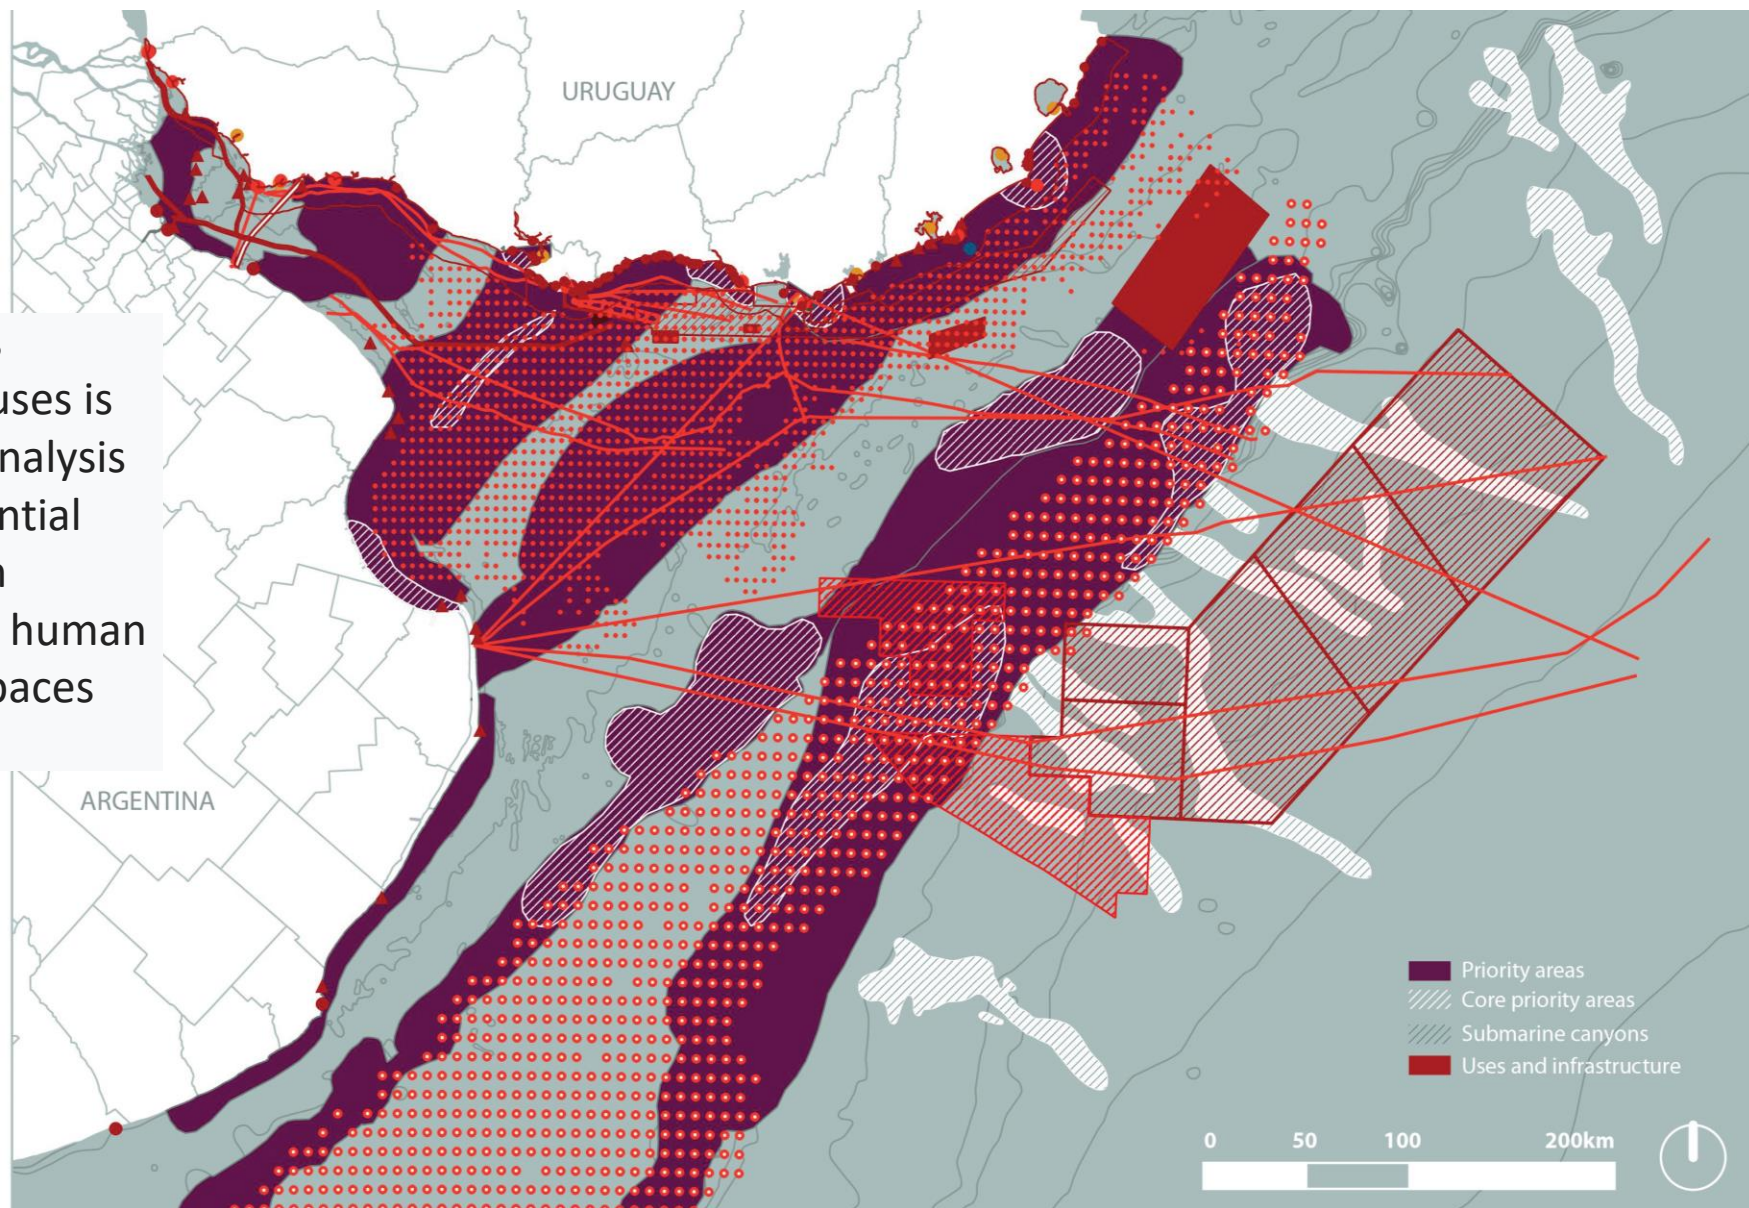 URUGUAY
uses is
nalysis
ntial
human
paces
ARGENTINA
Priority areas
Core priority areas
Submarine canyons
Uses and infrastructure
0 50 100 200km